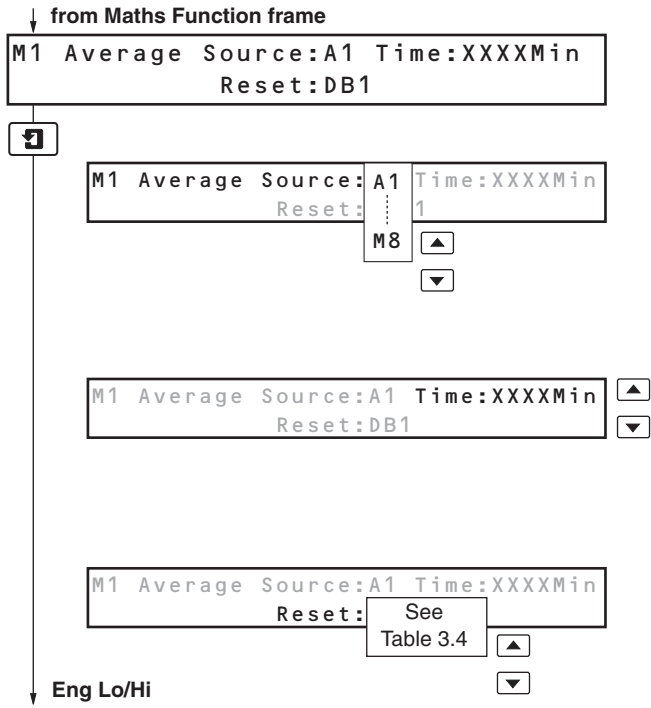 from Maths Function frame
M1 Average Source:A1 Time:XXXXMin
Reset:DB1
M1 Average Source: A1 Time:XXXXMin
Reset: 1
M8
M1 Average Source:A1 Time:XXXXMin
Reset:DB1
M1 Average Source:A1 Time:XXXXMin
Reset: See
Table 3.4
Eng Lo/Hi